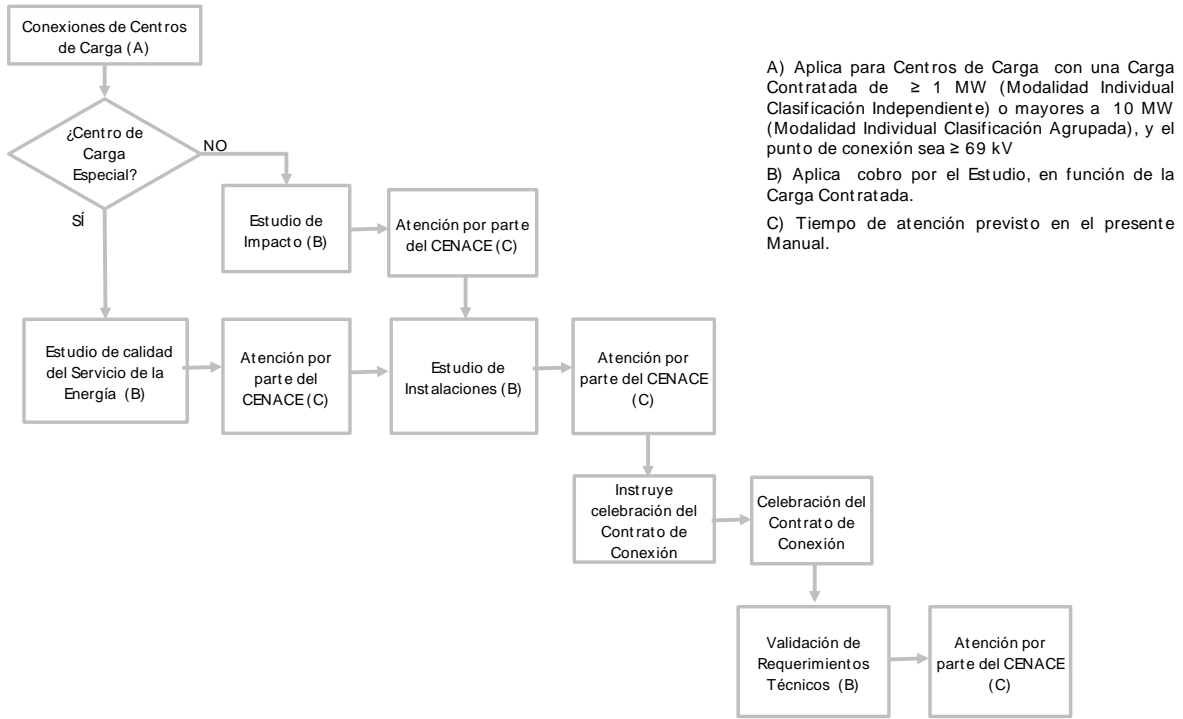 Conexiones de Centros
de Carga (A)
¿Centro de
Carga
Especial?
NO
SÍ
Estudio de
Impacto (B)
Atención por parte
del CENACE (C)
Estudio de calidad
del Servicio de la
Energía (B)
Atención por
parte del
CENACE (C)
Estudio de
Instalaciones (B)
Atención por
parte del CENACE
(C)
Instruye
celebración del
Contrato de
Conexión
Celebración del
Contrato de
Conexión
Validación de
Requerimientos
Técnicos (B)
Atención por
parte del CENACE
(C)
A) Aplica para Centros de Carga con una Carga
Contratada de ≥ 1 MW (Modalidad Individual
Clasificación Independiente) o mayores a 10 MW
(Modalidad Individual Clasificación Agrupada), y el
punto de conexión sea ≥ 69 kV
B) Aplica cobro por el Estudio, en función de la
Carga Contratada.
C) Tiempo de atención previsto en el presente
Manual.